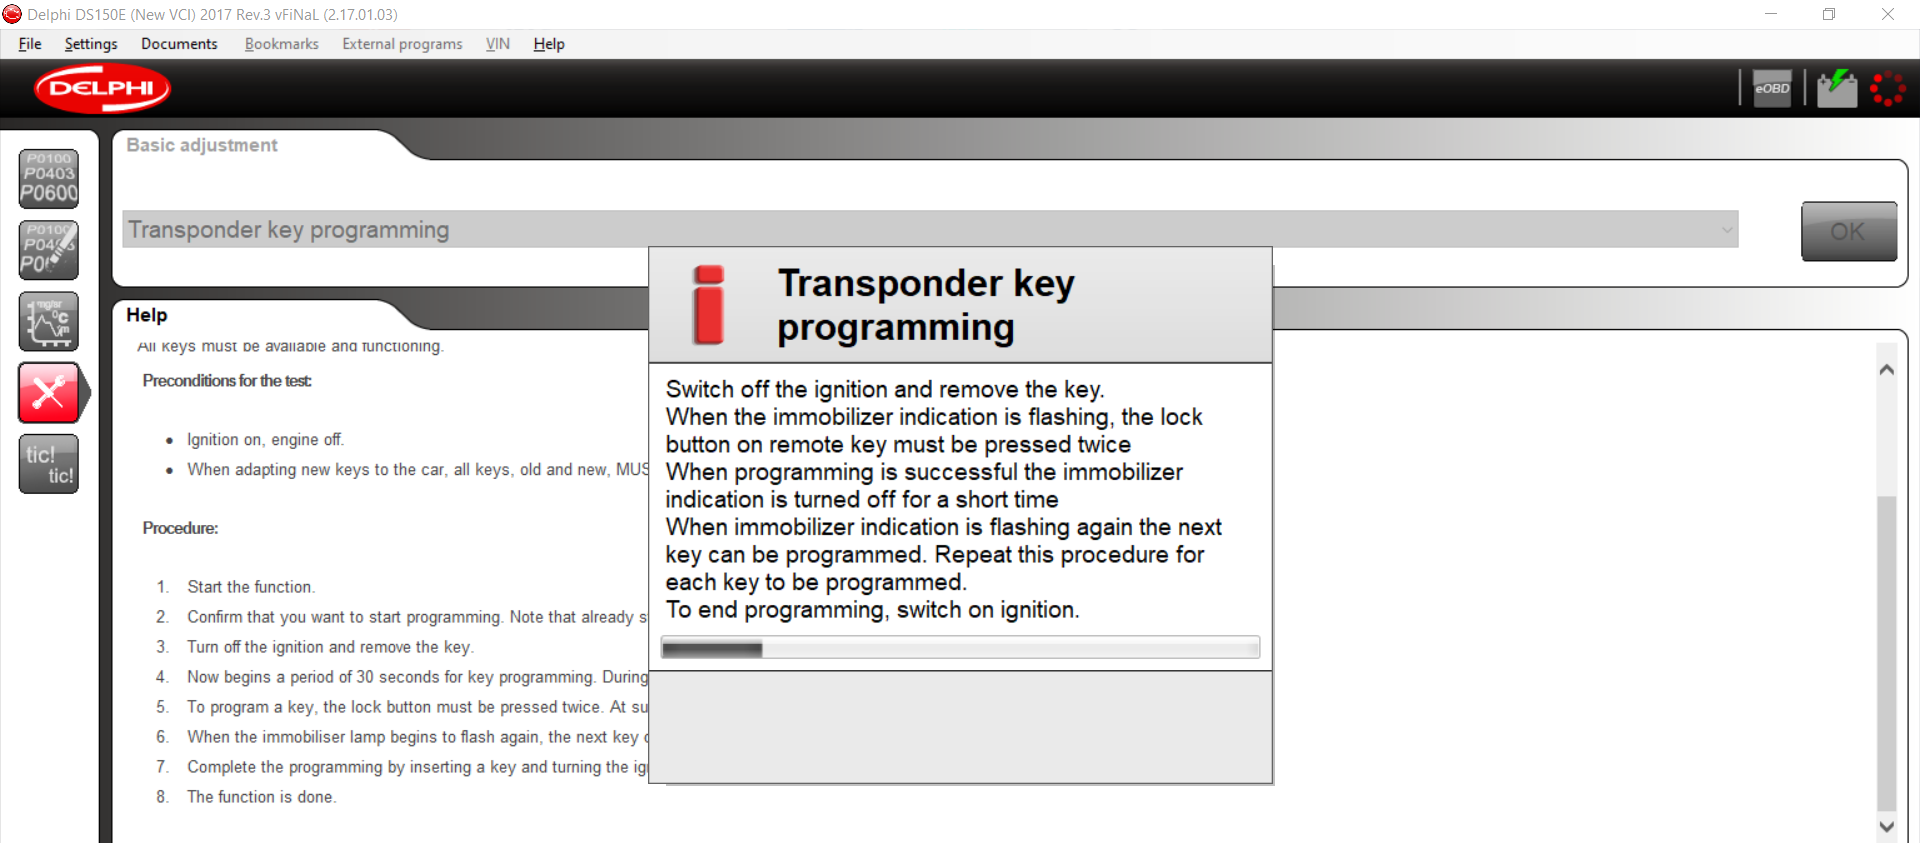 Delphi DS150E (New VCI) 2017 Rev.3 vFiNaL (2.17.01.03)
File Settings Documents Bookmarks External programs VIN Help
DELPHI
eOBD
Basic adjustment
P0100
P0403
P0600
Transponder key programming
OK
P0100
Transponder key
programming
Help
All keys must be available and functioning.
Preconditions for the test:
Ignition on, engine off.
When adapting new keys to the car, all keys, old and new, MUS
tic!
tic!
Procedure:
1. Start the function.
2. Confirm that you want to start programming. Note that already
3. Turn off the ignition and remove the key.
4. Now begins a period of 30 seconds for key programming. During
5. To program a key, the lock button must be pressed twice. At su
6. When the immobiliser lamp begins to flash again, the next key
7. Complete the programming by inserting a key and turning the
8. The function is done.
Switch off the ignition and remove the key.
When the immobilizer indication is flashing, the lock
button on remote key must be pressed twice
When programming is successful the immobilizer
indication is turned off for a short time
When immobilizer indication is flashing again the next
key can be programmed. Repeat this procedure for
each key to be programmed.
To end programming, switch on ignition.